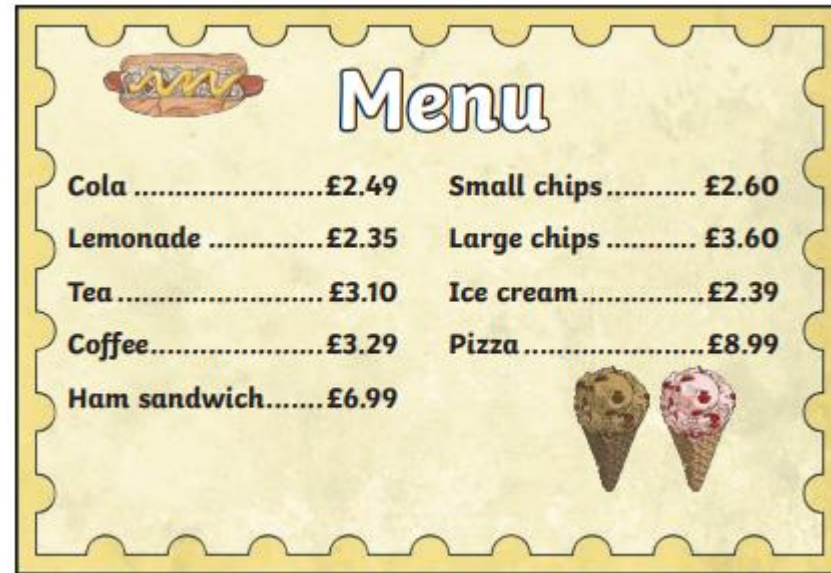 Menu
Cola ......................£2.49
Lemonade .............£2.35
Tea ........................ £3.10
Coffee.....................£3.29
Ham sandwich.......£6.99
Small chips........... £2.60
Large chips ........... £3.60
Ice cream..............£2.39
Pizza .....................£8.99